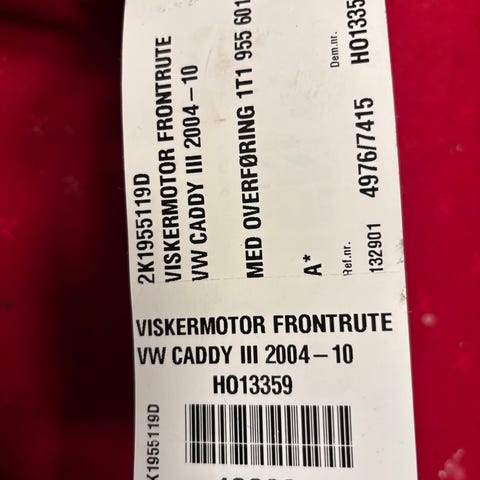 2K1955119D
VISKERMOTOR FRONTRUTE
VW CADDY III 2004-10
MED OVERFØRING 1T1 955 601
A*
Ref.nr.
132901
4976/7415
Dem.nr.
HO1335
VISKERMOTOR FRONTRUTE
VW CADDY III 2004-10
HO13359
K1955119D